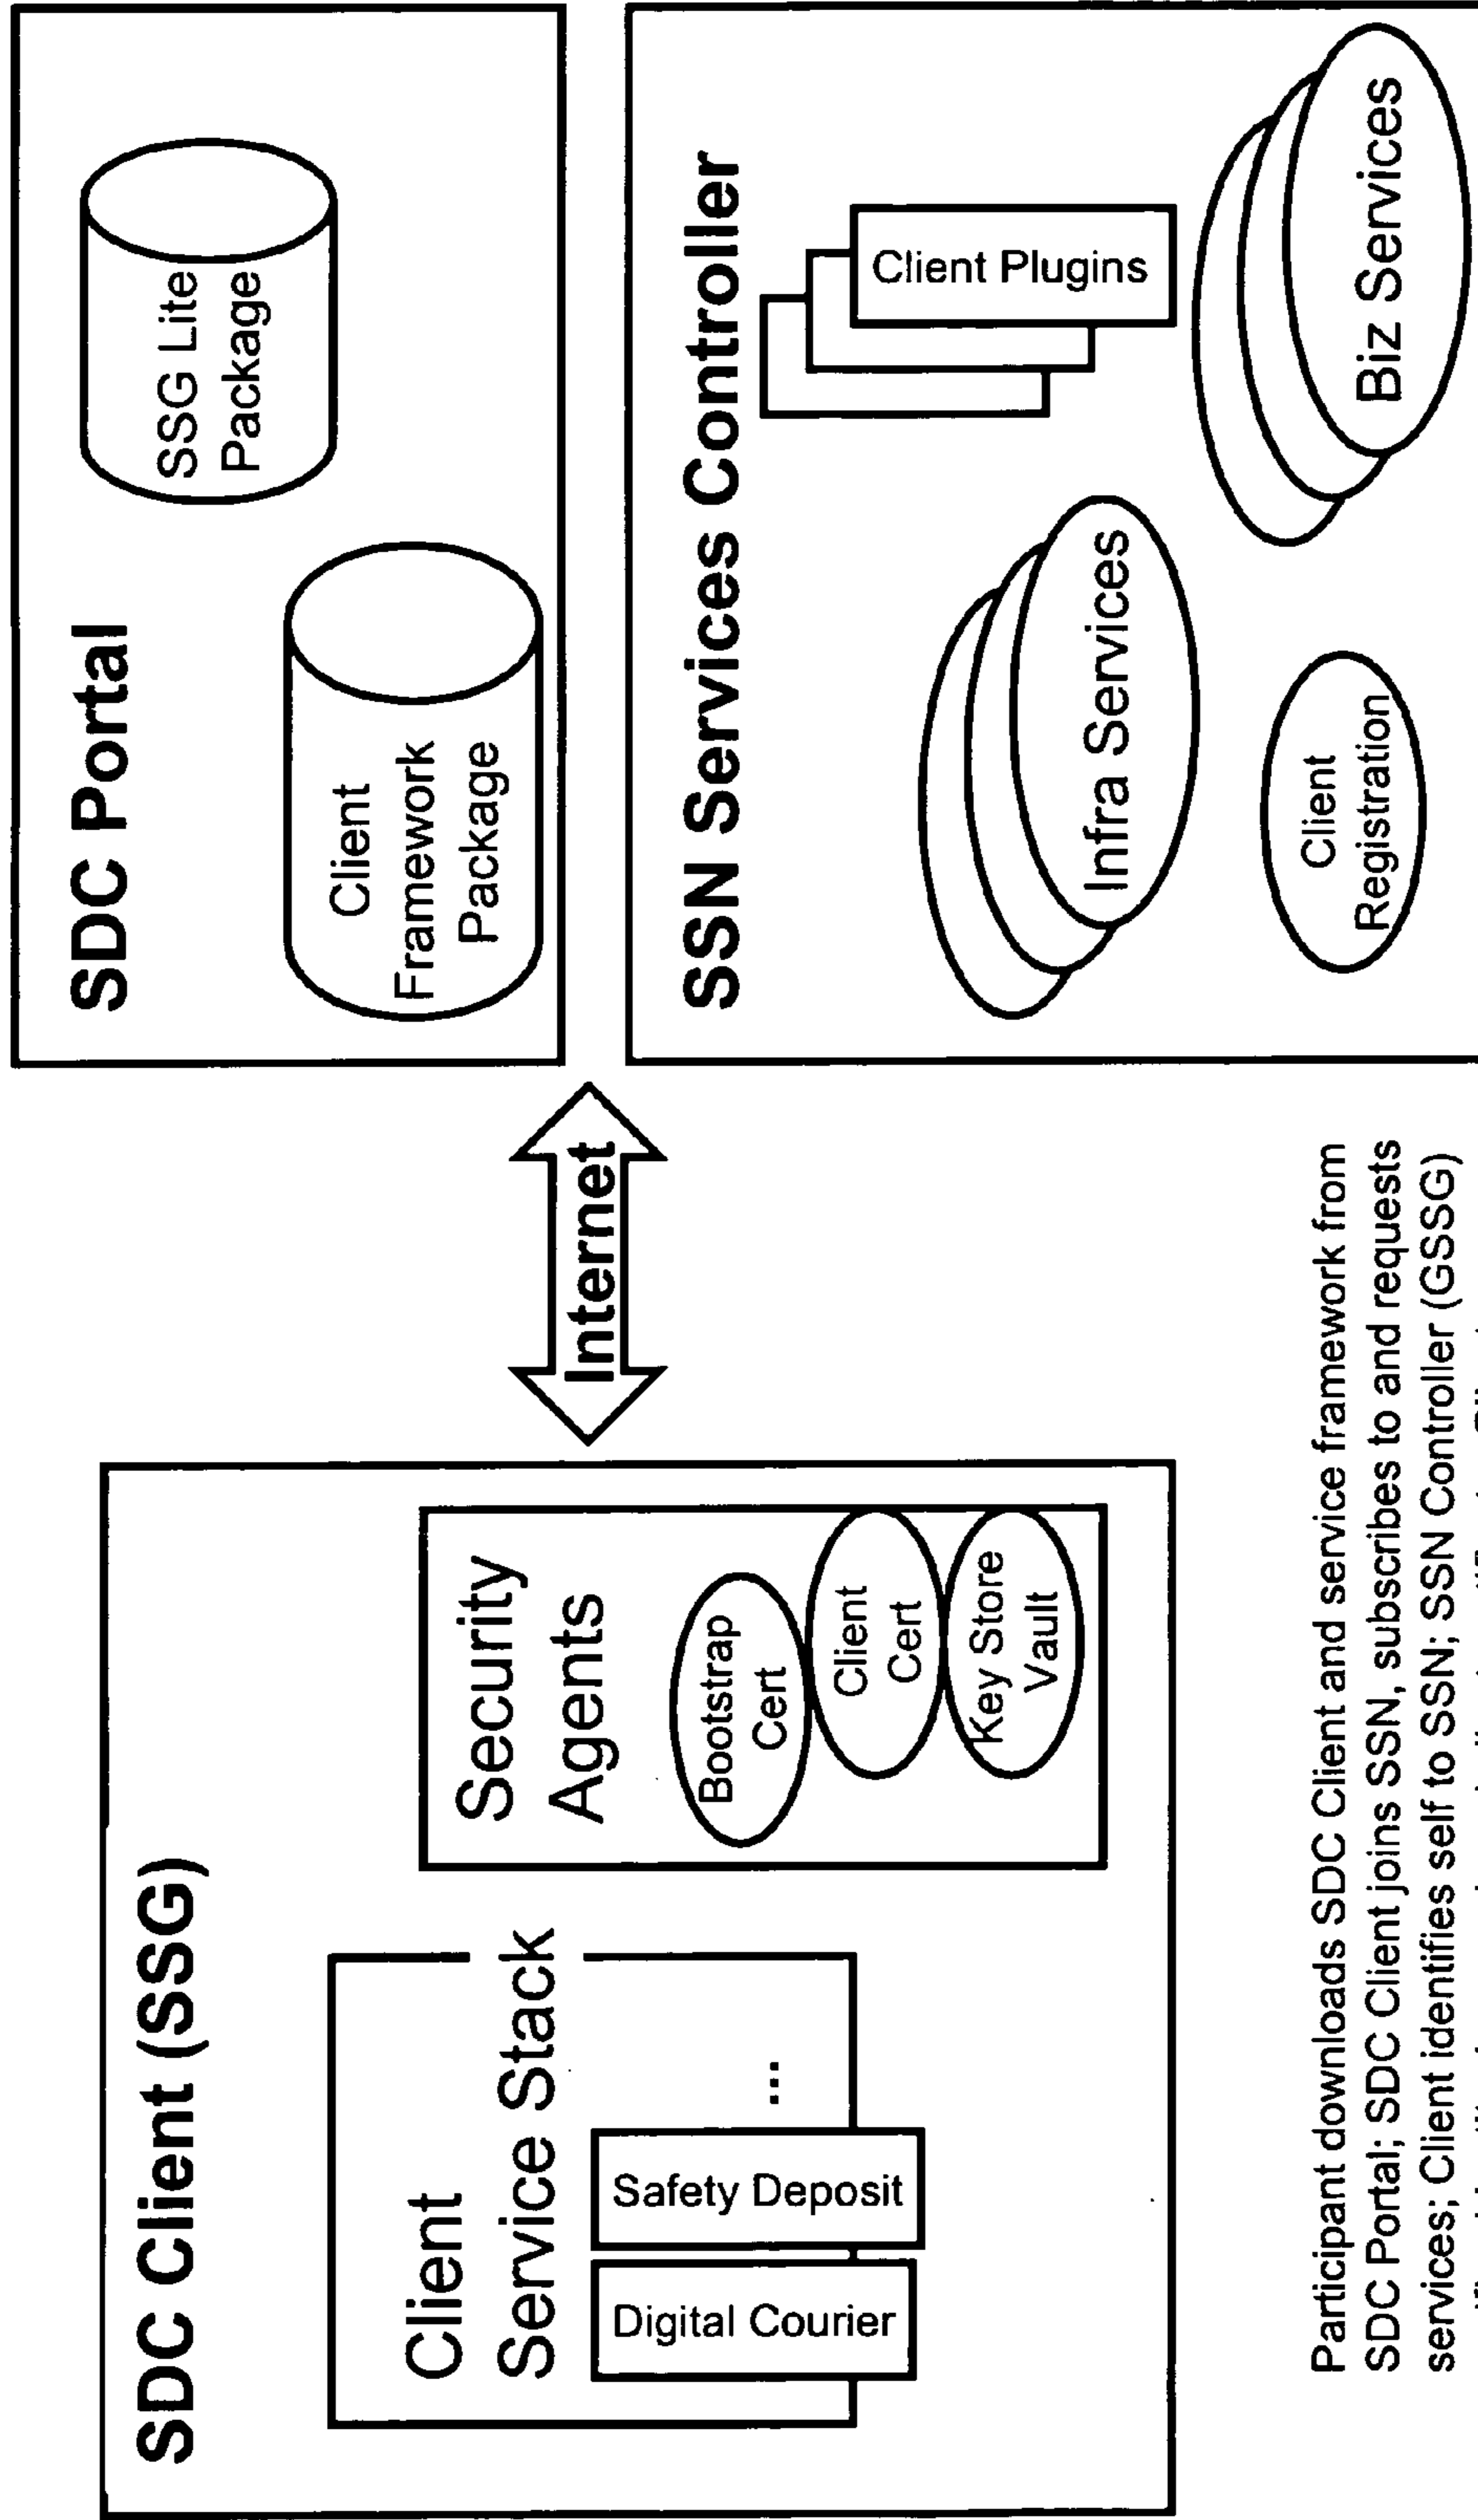 SDC Client (SSG)
Client
Service Stack
Digital Courier
Safety Deposit
...
Security
Agents
Bootstrap
Cert
Client
Cert
Key Store
Vault
Internet
SDC Portal
Client
Framework
Package
SSG Lite
Package
SSN Services Controller
Client Plugins
Infra Services
Biz Services
Client
Registration
Participant downloads SDC Client and service framework from
SDC Portal; SDC Client joins SSN, subscribes to and requests
services; Client identifies self to SSN; SSN Controller (GSSG)